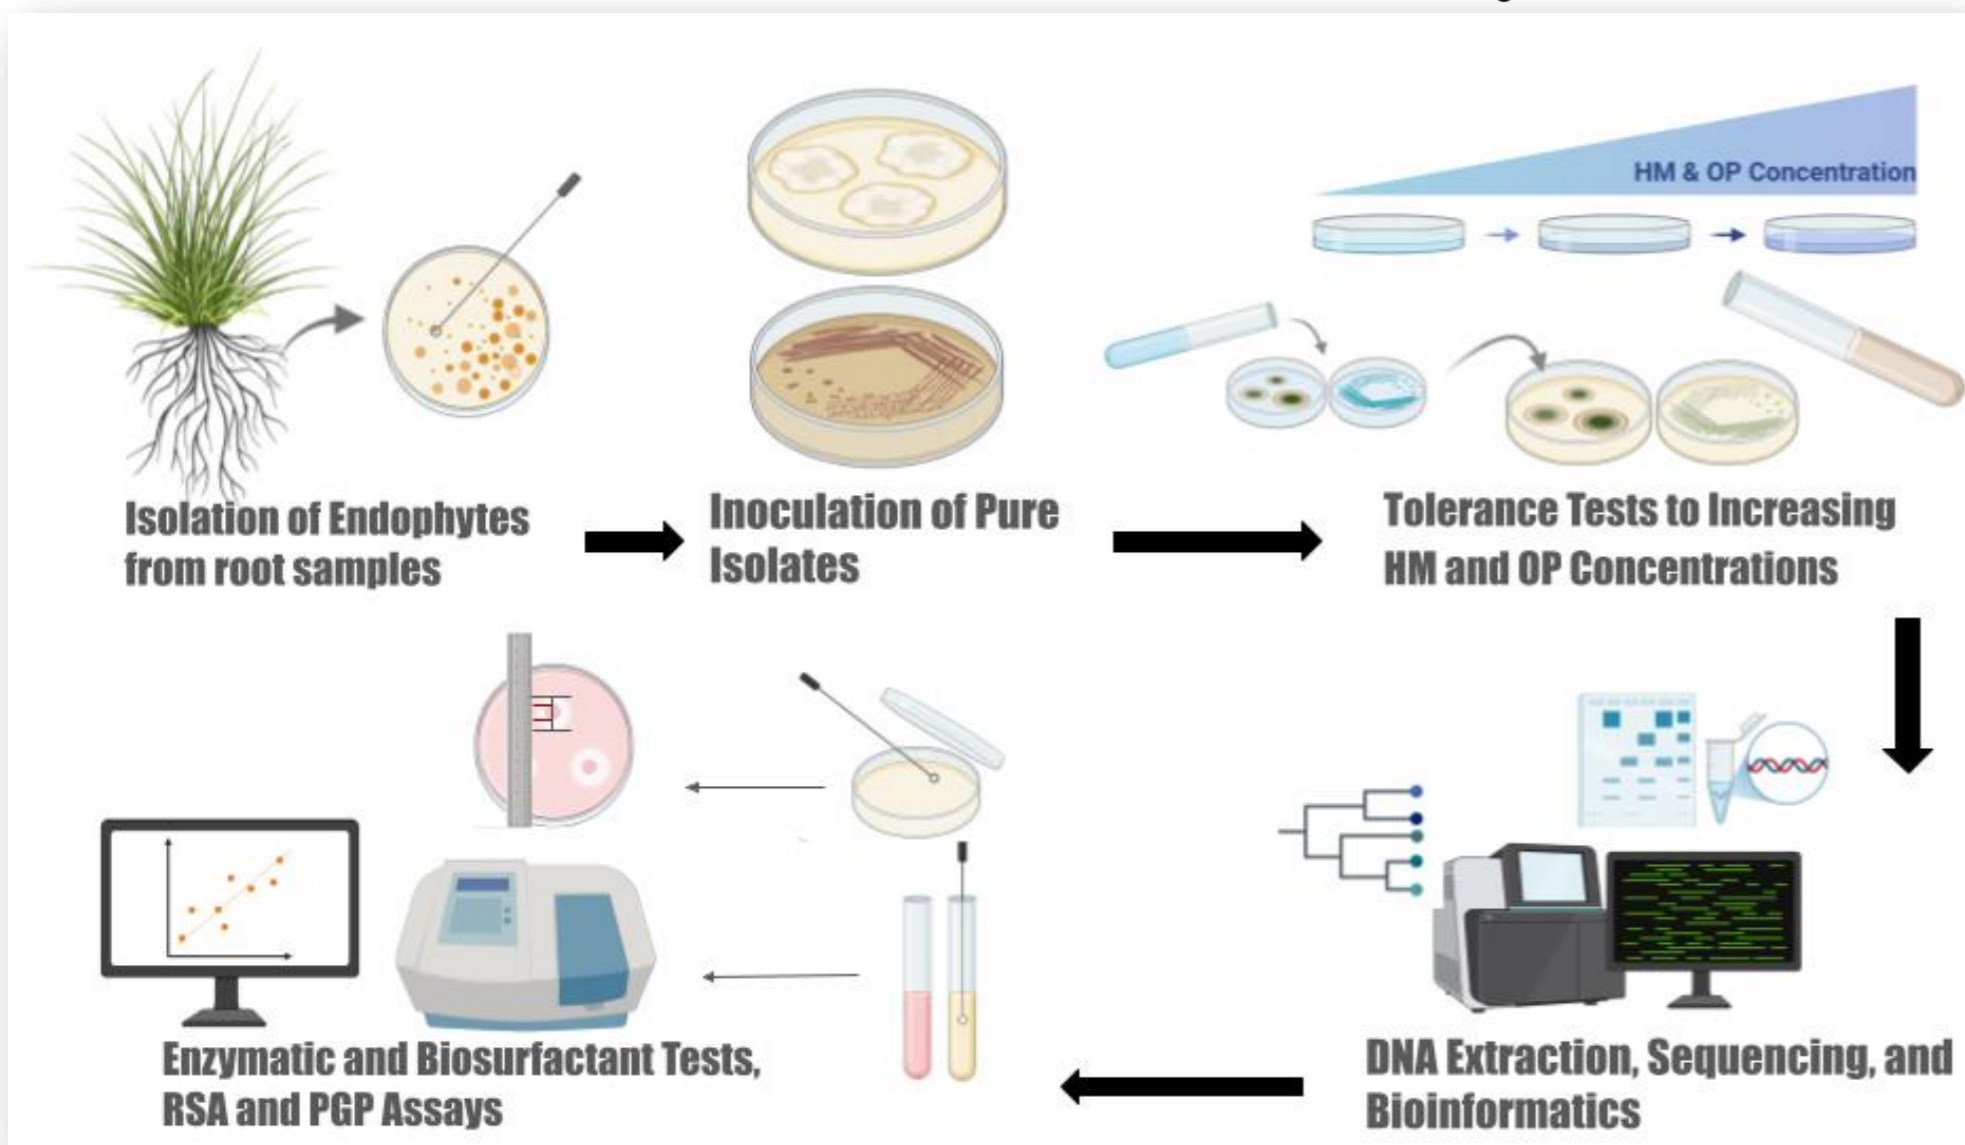 HM & OP Concentration
Isolation of Endophytes
from root samples
Inoculation of Pure
Isolates
Tolerance Tests to Increasing
HM and OP Concentrations
Enzymatic and Biosurfactant Tests,
RSA and PGP Assays
DNA Extraction, Sequencing, and
Bioinformatics